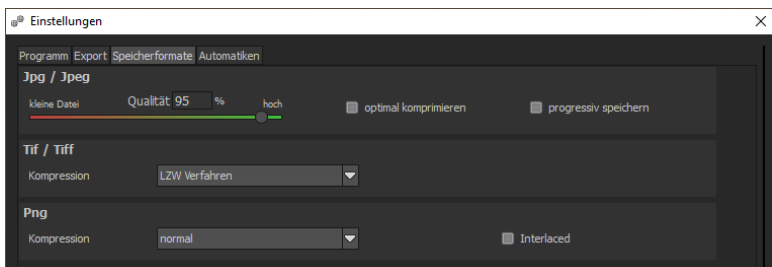 Einstellungen
Programm Export Speicherformate Automatiken
Jpg / Jpeg
kleine Datei Qualität 95 % hoch optimal komprimieren progressiv speichern
Tif / Tiff
Kompression LZW Verfahren
Png
Kompression normal Interlaced